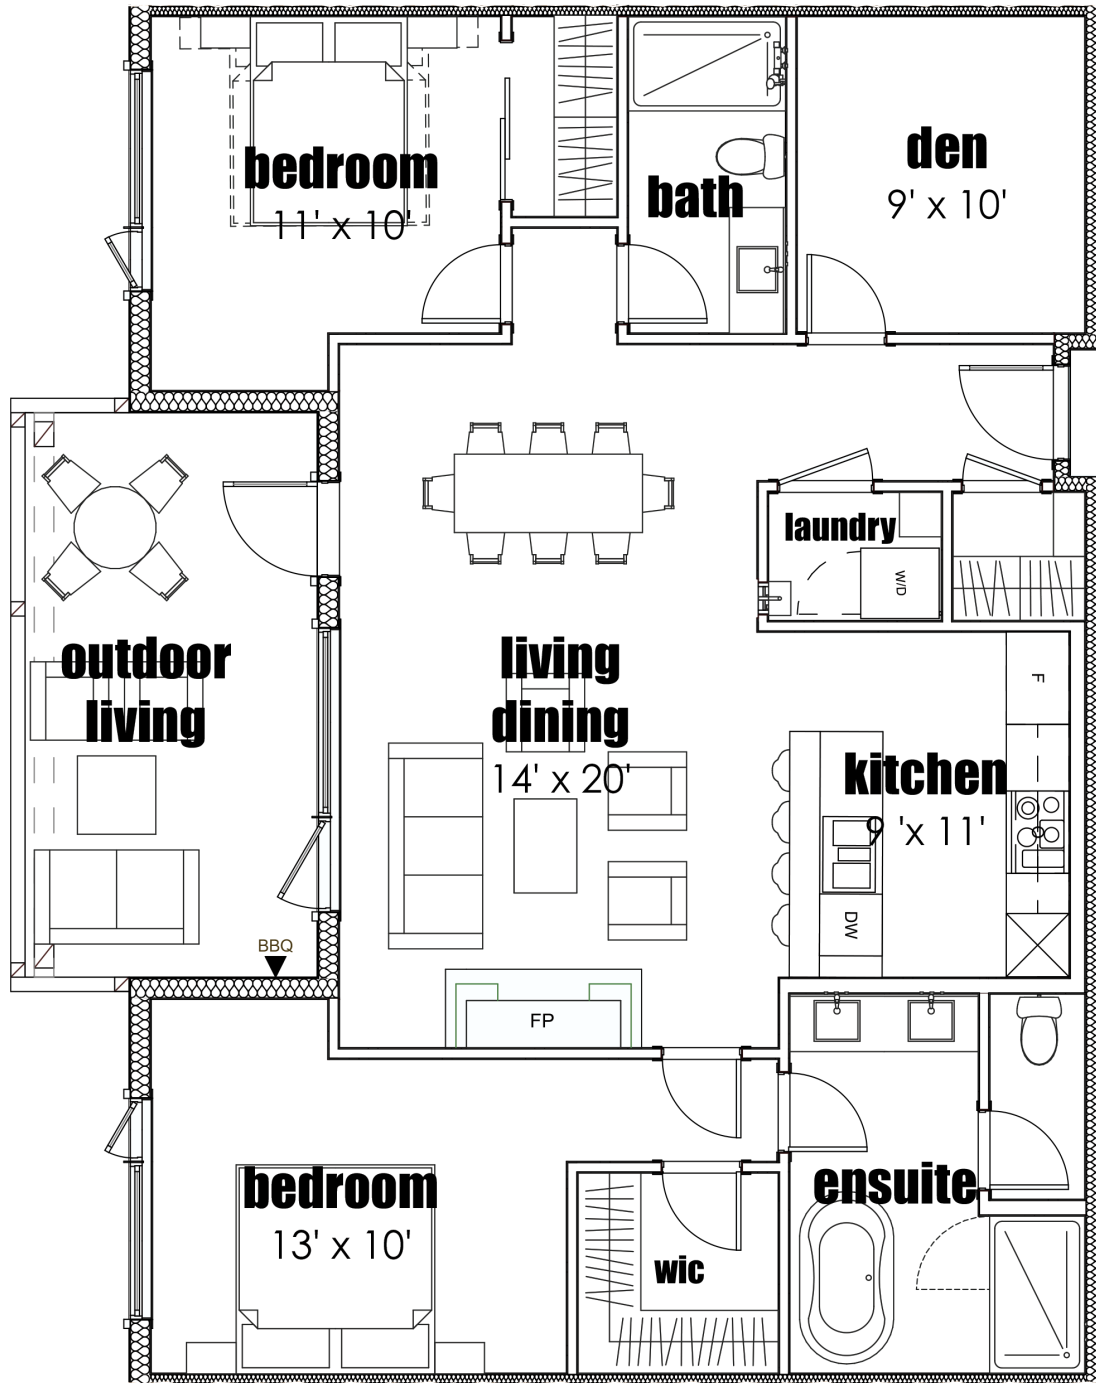 bedroom
11' x 10'
bath
den
9' x 10'
laundry
W/D
outdoor
living
living
dining
14' x 20'
F
kitchen
9 'x 11'
DW
BBQ
FP
bedroom
13' x 10'
wic
ensuite